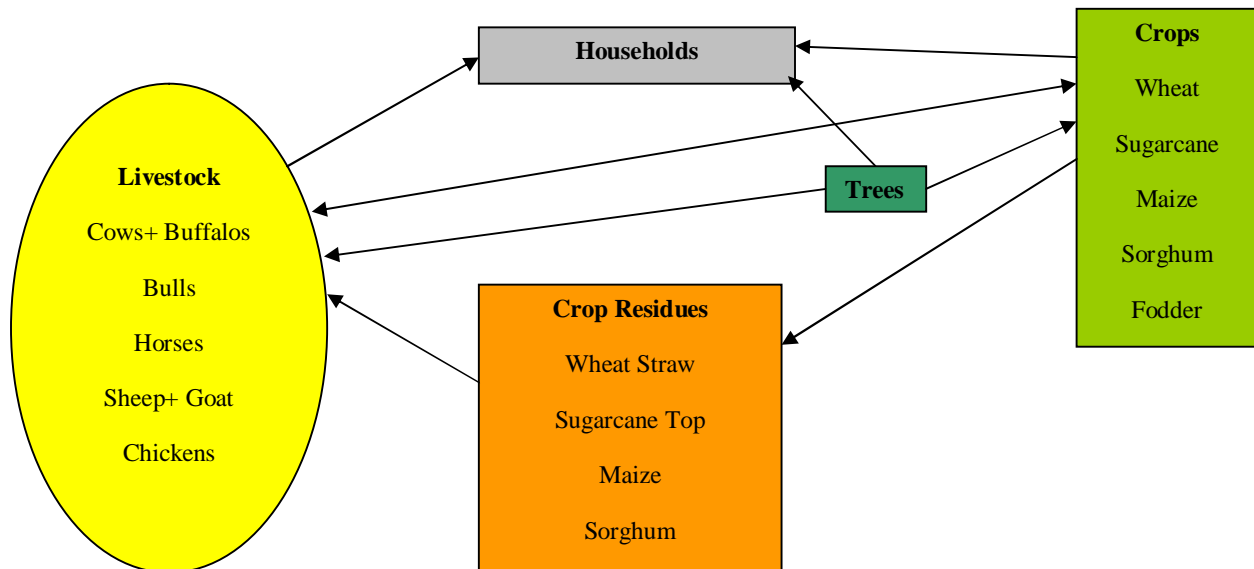 Households
Crops
Wheat
Sugarcane
Maize
Sorghum
Fodder
Trees
Livestock
Cows+ Buffalos
Bulls
Horses
Sheep+ Goat
Chickens
Crop Residues
Wheat Straw
Sugarcane Top
Maize
Sorghum